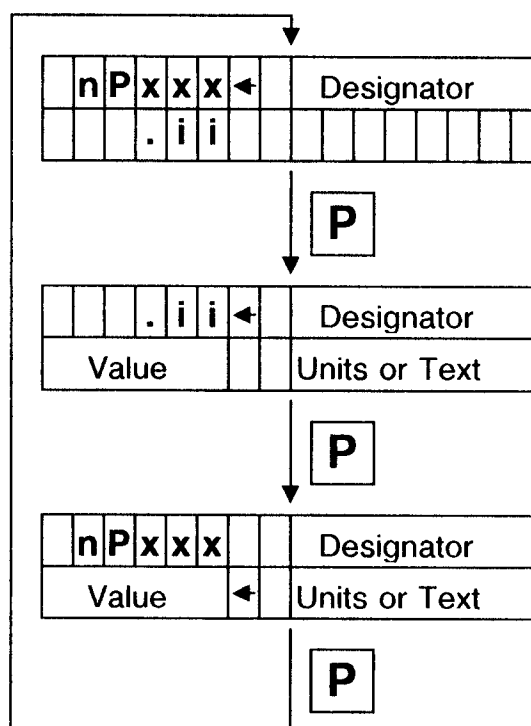 nPxxx Designator
.ii
P
.ii Designator
Value Units or Text
P
nPxxx Designator
Value Units or Text
P